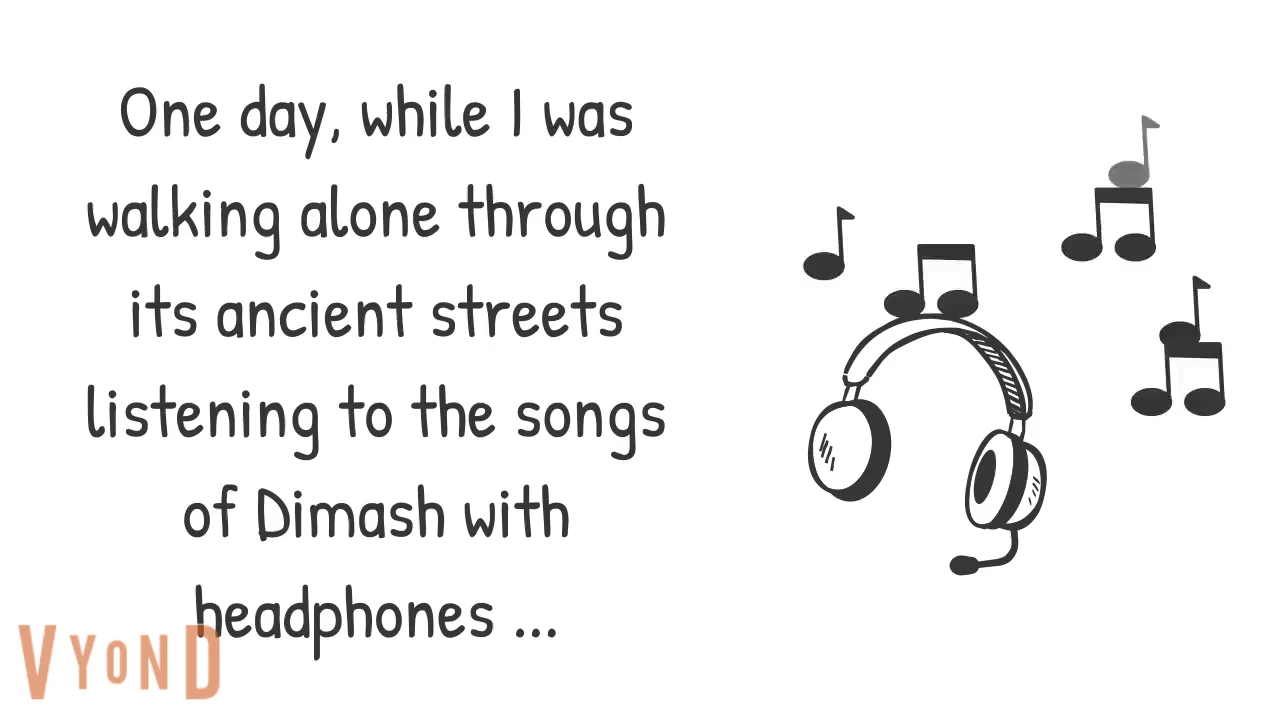 One day, while I was
walking alone through
its ancient streets
listening to the songs
of Dimash with
headphones ...
VYOND